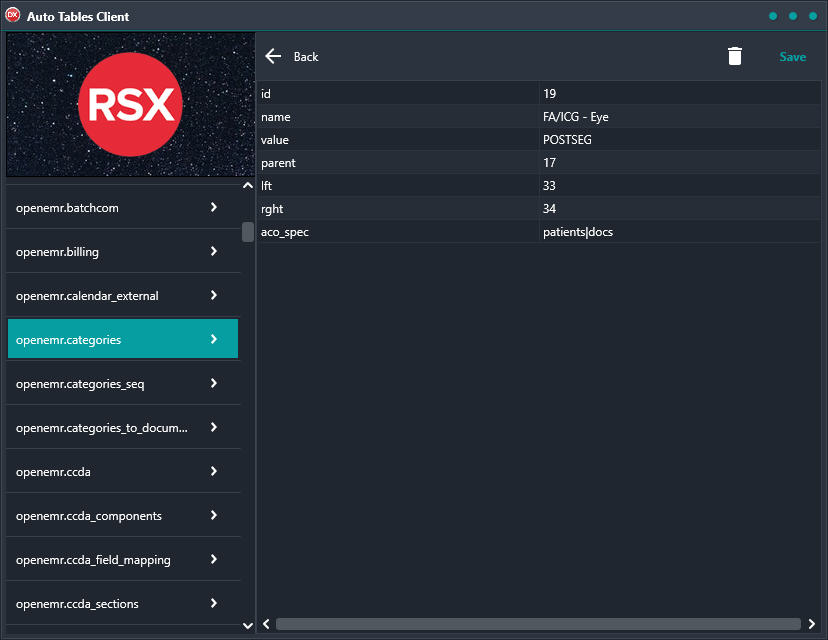 DX Auto Tables Client
RSX
openemr.batchcom
openemr.billing
openemr.calendar_external
openemr.categories
openemr.categories_seq
openemr.categories_to_docum...
openemr.ccda
openemr.ccda_components
openemr.ccda_field_mapping
openemr.ccda_sections
Back
Save
id 19
name FA/ICG - Eye
value POSTSEG
parent 17
lft 33
rght 34
aco_spec patients|docs